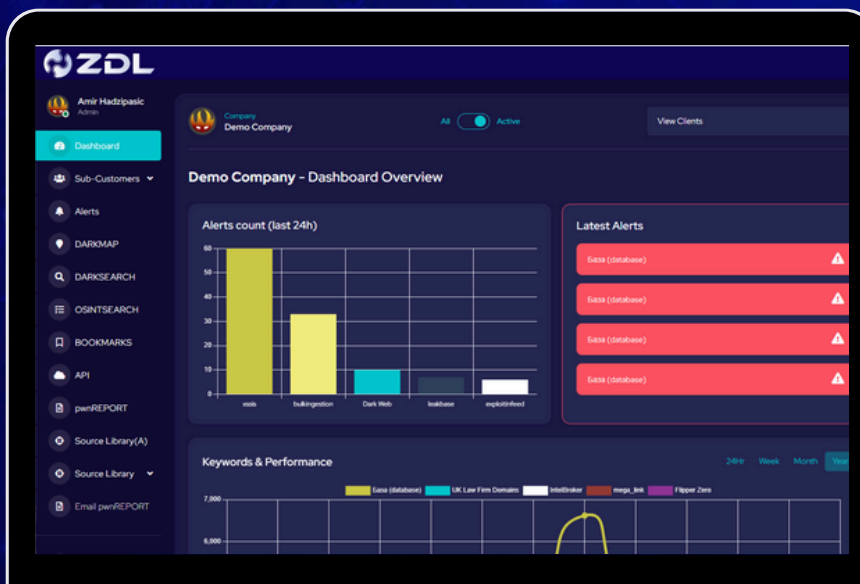 ZDL
Amir Hadzipasic
Admin
Dashboard
Sub-Customers
Alerts
DARKMAP
DARKSEARCH
OSINTSEARCH
BOOKMARKS
API
pwnREPORT
Source Library(A)
Source Library
Email pwnREPORT
Company
Demo Company
All
Active
View Clients
Demo Company - Dashboard Overview
Alerts count (last 24h)
60
50
40
30
20
10
0
xssis
bulkingestion
Dark Web
leakbase
exploitinfeed
Latest Alerts
База (database)
База (database)
База (database)
База (database)
Keywords & Performance
24Hr Week Month Year
База (database) UK Law Firm Domains IntelBroker mega_link Flipper Zero
7,000
6,000